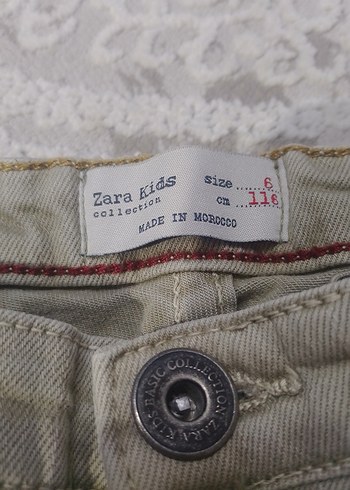 Zara Kids
collection
size ........ 6
cm ..... 116
MADE IN MOROCCO
BASIC COLLECTION ZARA KIDS